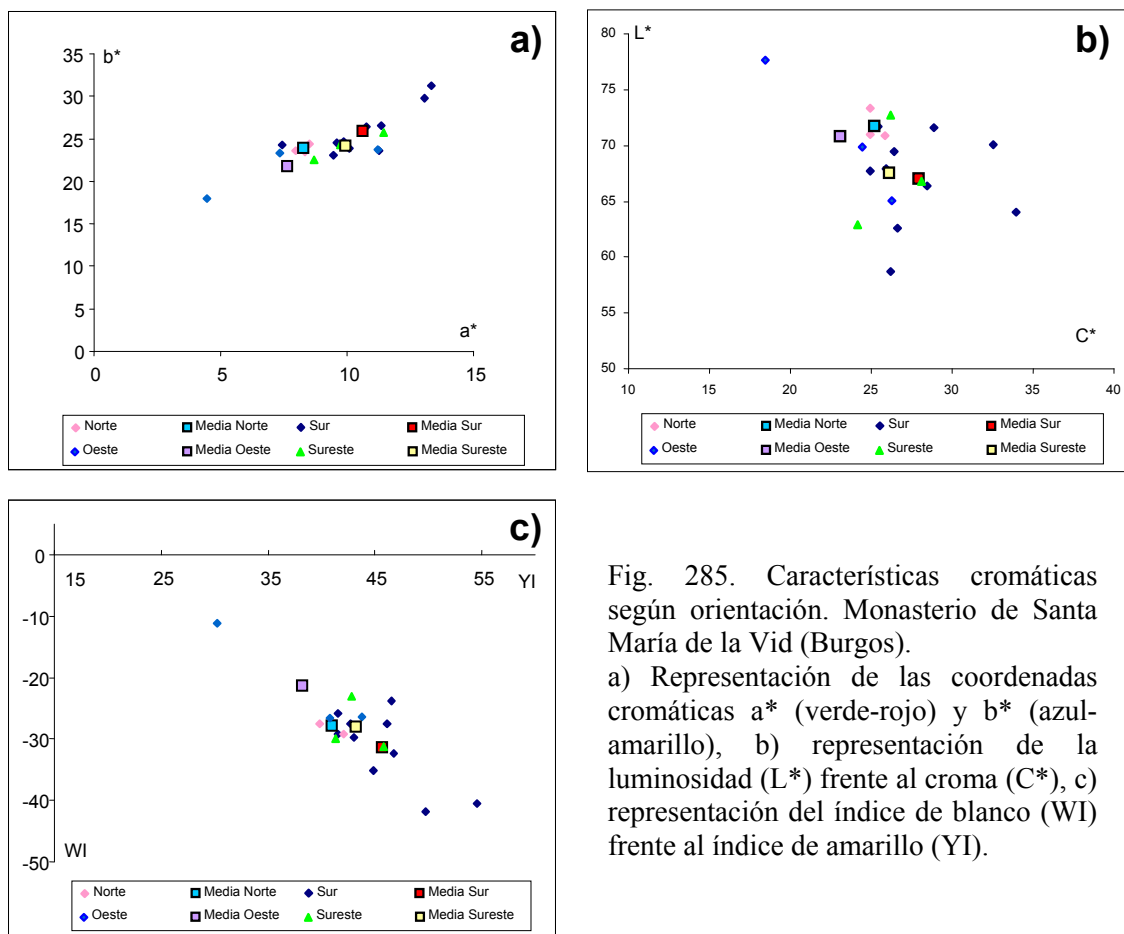 a)
b*
35
30
25
20
15
10
5
0
a*
0 5 10 15
Norte Media Norte Sur Media Sur
Oeste Media Oeste Sureste Media Sureste
b)
L*
80
75
70
65
60
55
50
C*
10 15 20 25 30 35 40
Norte Media Norte Sur Media Sur
Oeste Media Oeste Sureste Media Sureste
c)
0
15 25 35 45 55 YI
-10
-20
-30
-40
WI
-50
Norte Media Norte Sur Media Sur
Oeste Media Oeste Sureste Media Sureste
Fig. 285. Características cromáticas
según orientación. Monasterio de Santa
María de la Vid (Burgos).
a) Representación de las coordenadas
cromáticas a* (verde-rojo) y b* (azul-
amarillo), b) representación de la
luminosidad (L*) frente al croma (C*), c)
representación del índice de blanco (WI)
frente al índice de amarillo (YI).